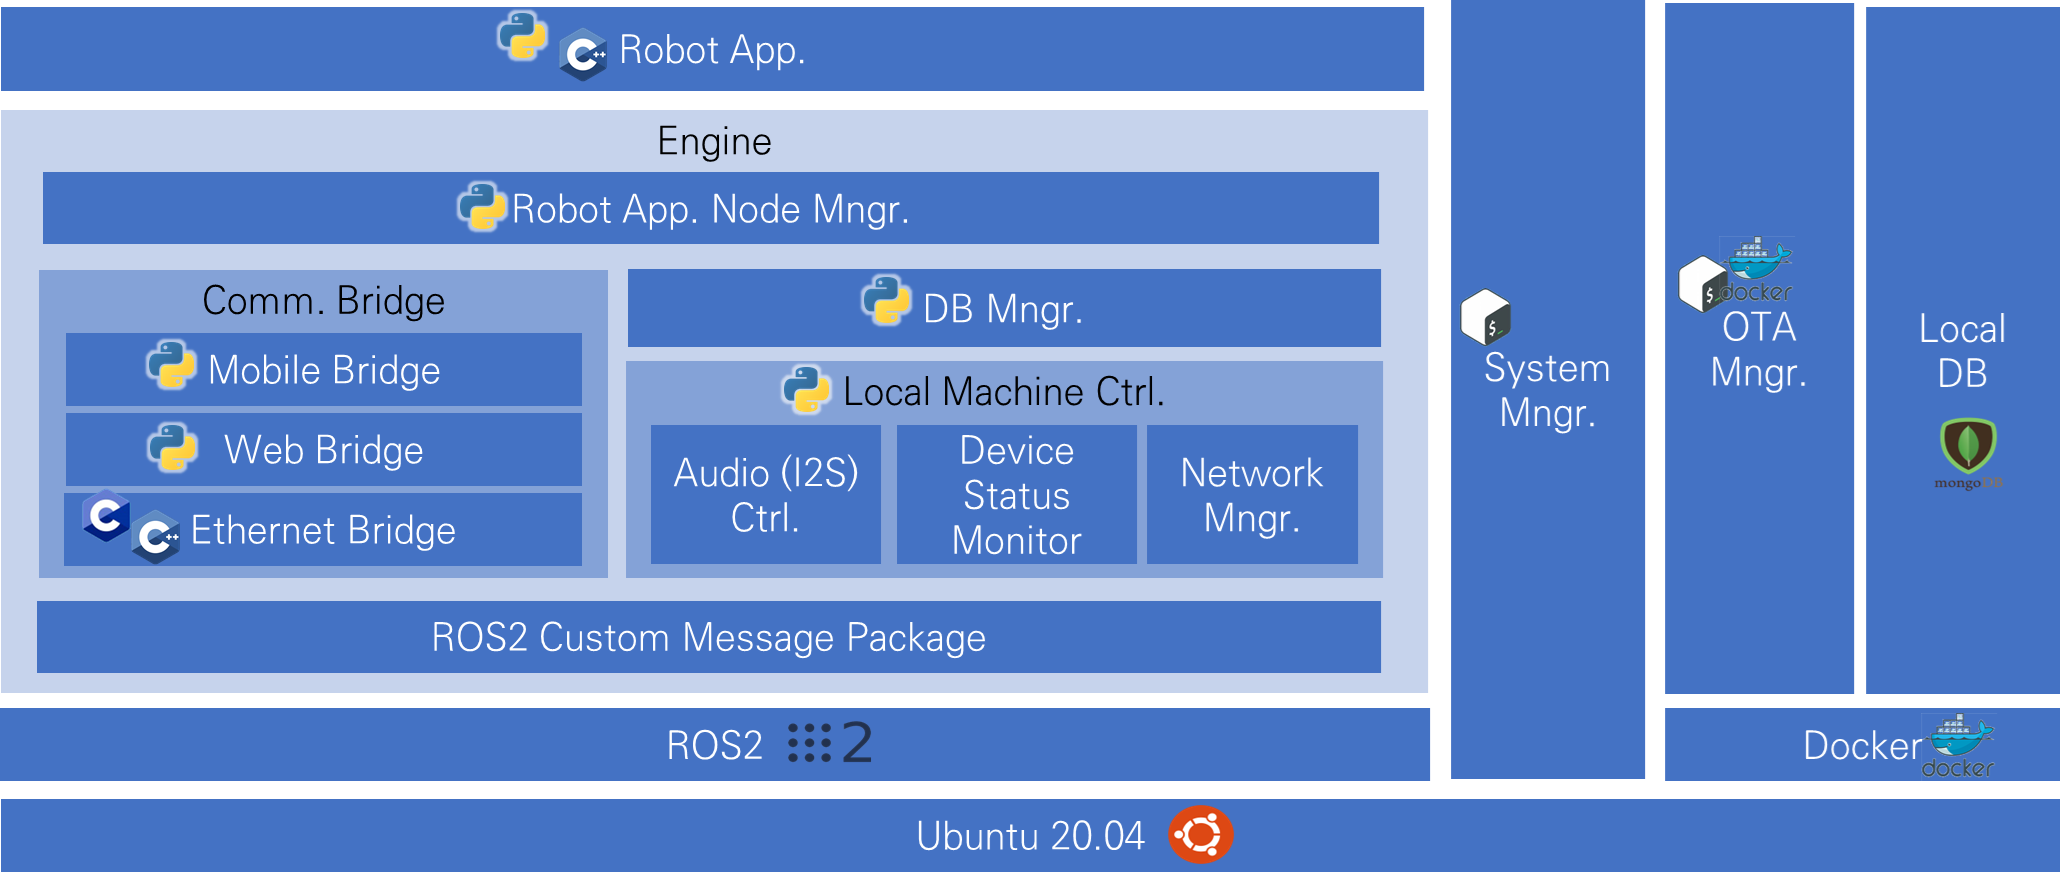 Robot App.
Engine
Robot App. Node Mngr.
Comm. Bridge
Mobile Bridge
Web Bridge
Ethernet Bridge
DB Mngr.
Local Machine Ctrl.
Audio (I2S)
Ctrl.
Device
Status
Monitor
Network
Mngr.
ROS2 Custom Message Package
ROS2 2
System
Mngr.
docker
OTA
Mngr.
Local
DB
mongoDB
Docker
docker
Ubuntu 20.04